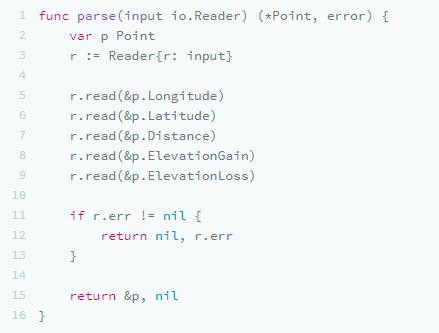 1 func parse(input io.Reader) (*Point, error) {
2     var p Point
3     r := Reader{r: input}
4
5     r.read(&p.Longitude)
6     r.read(&p.Latitude)
7     r.read(&p.Distance)
8     r.read(&p.ElevationGain)
9     r.read(&p.ElevationLoss)
10
11     if r.err != nil {
12         return nil, r.err
13     }
14
15     return &p, nil
16 }